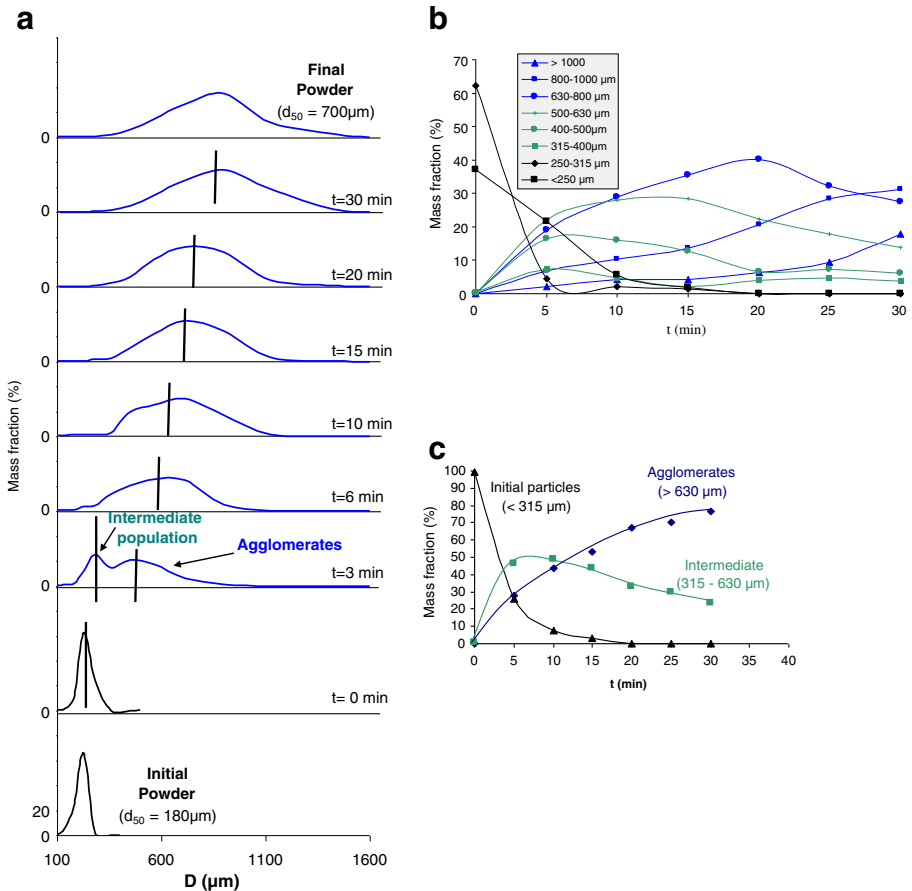 a
Final
Powder
(d50 = 700µm)
0
t=30 min
0
t=20 min
0
t=15 min
0
t=10 min
0
t=6 min
0
Intermediate
population
Agglomerates
t=3 min
0
t= 0 min
0
Initial
Powder
(d50 = 180µm)
20
0
100 600 1100 1600
D (µm)
Mass fraction (%)
b
70
60
50
40
30
20
10
0
0 5 10 15 20 25 30
t (min)
Mass fraction (%)
> 1000
800-1000 µm
630-800 µm
500-630 µm
400-500µm
315-400µm
250-315 µm
<250 µm
c
100
90
80
70
60
50
40
30
20
10
0
0 5 10 15 20 25 30 35 40
t (min)
Mass fraction (%)
Initial particles
(< 315 µm)
Agglomerates
(> 630 µm)
Intermediate
(315 - 630 µm)